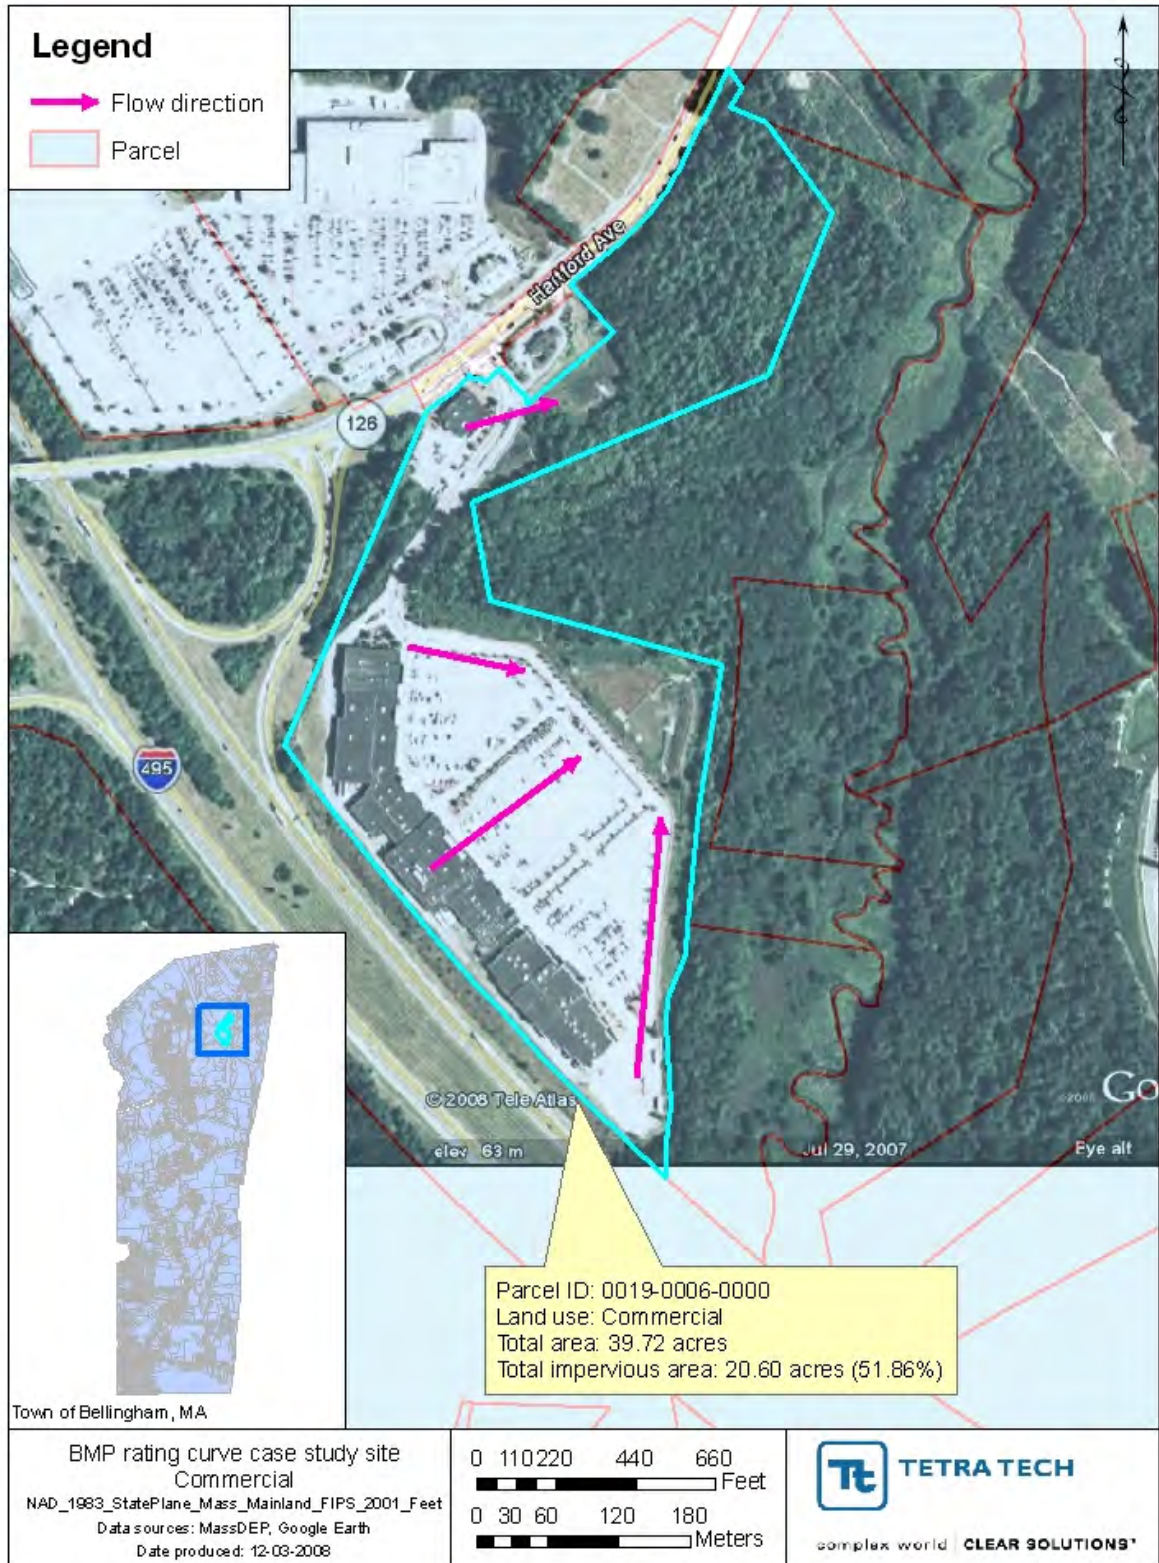 Legend
Flow direction
Parcel
Hartford Ave
126
495
© 2008 Tele Atlas
elev 63 m
Jul 29, 2007
Eye alt
Go
Parcel ID: 0019-0006-0000
Land use: Commercial
Total area: 39.72 acres
Total impervious area: 20.60 acres (51.86%)
Town of Bellingham, MA
BMP rating curve case study site
Commercial
NAD_1983_StatePlane_Mass_Mainland_FIPS_2001_Feet
Data sources: MassDEP, Google Earth
Date produced: 12-03-2008
0 110 220 440 660
Feet
0 30 60 120 180
Meters
Tt TETRA TECH
complex world | CLEAR SOLUTIONS